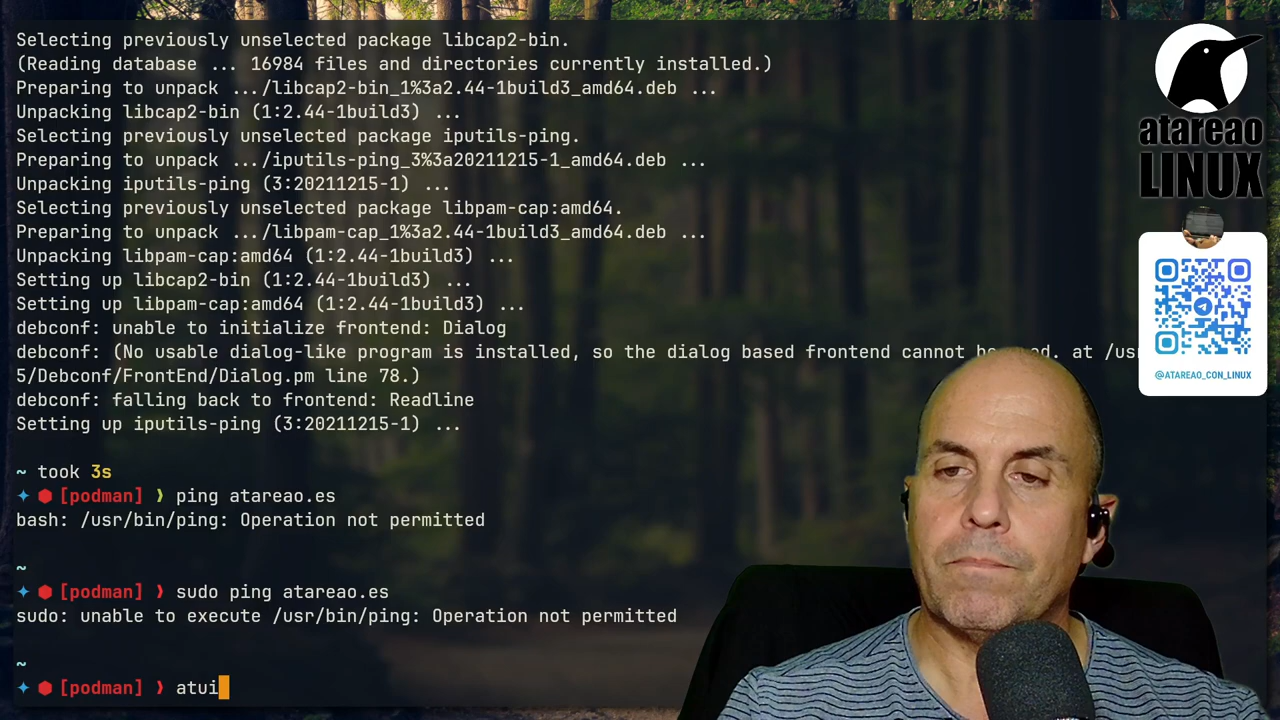 Selecting previously unselected package libcap2-bin.
(Reading database ... 16984 files and directories currently installed.)
Preparing to unpack .../libcap2-bin_1%3a2.44-1build3_amd64.deb ...
Unpacking libcap2-bin (1:2.44-1build3) ...
Selecting previously unselected package iputils-ping.
Preparing to unpack .../iputils-ping_3%3a20211215-1_amd64.deb ...
Unpacking iputils-ping (3:20211215-1) ...
Selecting previously unselected package libpam-cap:amd64.
Preparing to unpack .../libpam-cap_1%3a2.44-1build3_amd64.deb ...
Unpacking libpam-cap:amd64 (1:2.44-1build3) ...
Setting up libcap2-bin (1:2.44-1build3) ...
Setting up libpam-cap:amd64 (1:2.44-1build3) ...
debconf: unable to initialize frontend: Dialog
debconf: (No usable dialog-like program is installed, so the dialog based frontend cannot at
5/Debconf/FrontEnd/Dialog.pm line 78.)
debconf: falling back to frontend: Readline
Setting up iputils-ping (3:20211215-1) ...
~ took 3s
[podman] ❱ ping atareao.es
bash: /usr/bin/ping: Operation not permitted
~
[podman] ❱ sudo ping atareao.es
sudo: unable to execute /usr/bin/ping: Operation not permitted
~
[podman] ❱ atui
atareao
LINUX
@ATAREAO_CON_LINUX